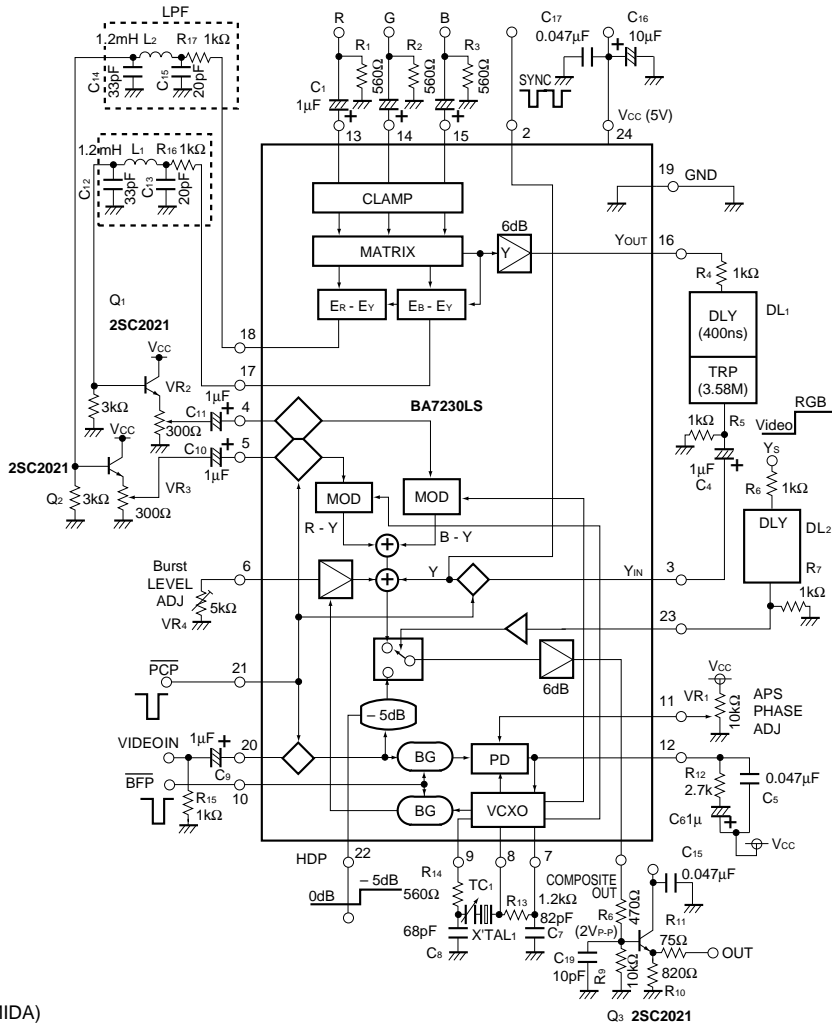 LPF
1.2mH L2 R17 1kΩ
C14
33pF
C15
20pF
1.2mH L1 R16 1kΩ
C12
33pF
C13
20pF
R
G
B
C1
1µF
R1
560Ω
R2
560Ω
R3
560Ω
C17
0.047µF
C16
10µF
SYNC
VCC (5V)
13
14
15
2
24
19 GND
CLAMP
MATRIX
6dB
Y
YOUT 16
ER - EY
EB - EY
R4 1kΩ
DLY
(400ns)
DL1
TRP
(3.58M)
1kΩ
R5
1µF
C4
Video
RGB
YS
R6
1kΩ
DLY
DL2
R7
1kΩ
Q1
2SC2021
VCC
18
17
VR2
1µF
C11
4
BA7230LS
3kΩ
300Ω
VCC
C10
5
1µF
2SC2021
VR3
Q2
3kΩ
300Ω
MOD
MOD
R - Y
B - Y
+
+
Y
YIN 3
Burst
LEVEL
ADJ
6
5kΩ
VR4
23
6dB
PCP
21
– 5dB
VCC
11
VR1
10kΩ
APS
PHASE
ADJ
VIDEOIN
1µF
20
C9
BG
PD
12
BFP
10
R15
1kΩ
BG
VCXO
R12
2.7k
0.047µF
C5
C61µ
VCC
HDP
22
9
8
7
0dB
– 5dB
R14
560Ω
TC1
R13
1.2kΩ
82pF
C7
68pF
C8
X'TAL1
COMPOSITE
OUT
470Ω
R6
(2VP-P)
C15
0.047µF
R11
75Ω
OUT
C19
10pF
R9
10kΩ
820Ω
R10
Q3 2SC2021
MIDA)